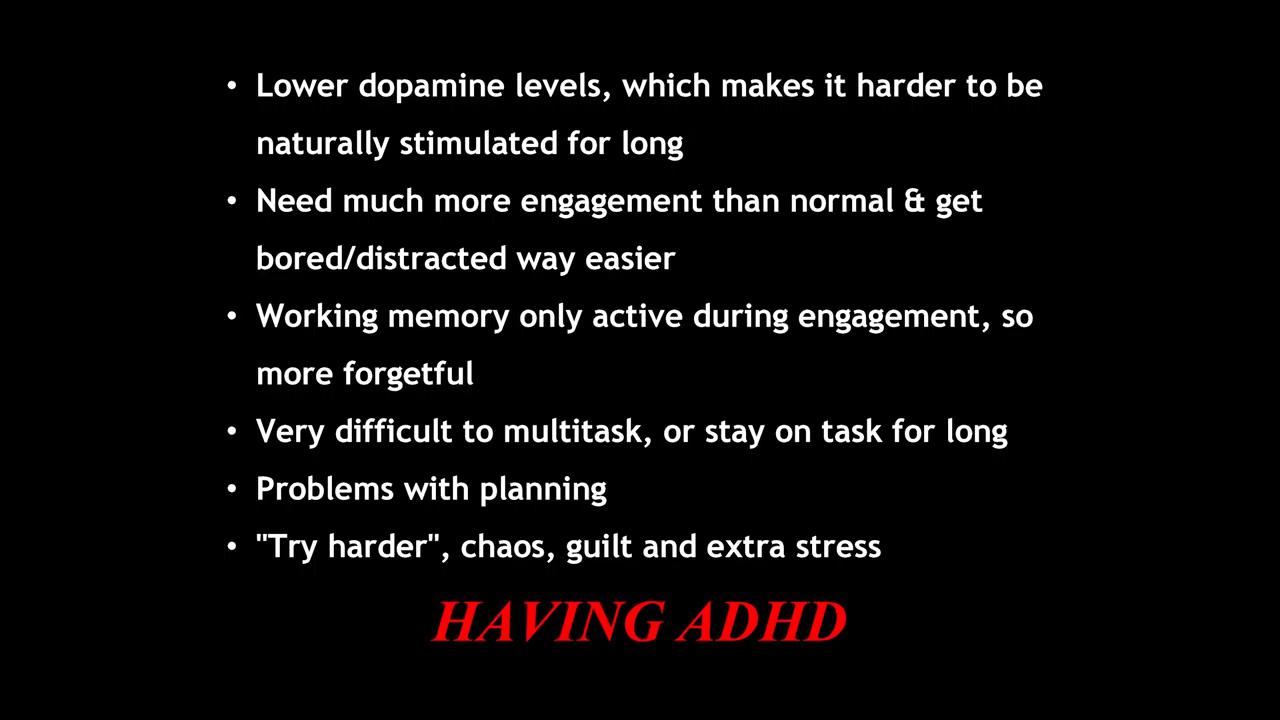 • Lower dopamine levels, which makes it harder to be
naturally stimulated for long
• Need much more engagement than normal & get
bored/distracted way easier
• Working memory only active during engagement, so
more forgetful
• Very difficult to multitask, or stay on task for long
• Problems with planning
• "Try harder", chaos, guilt and extra stress
HAVING ADHD